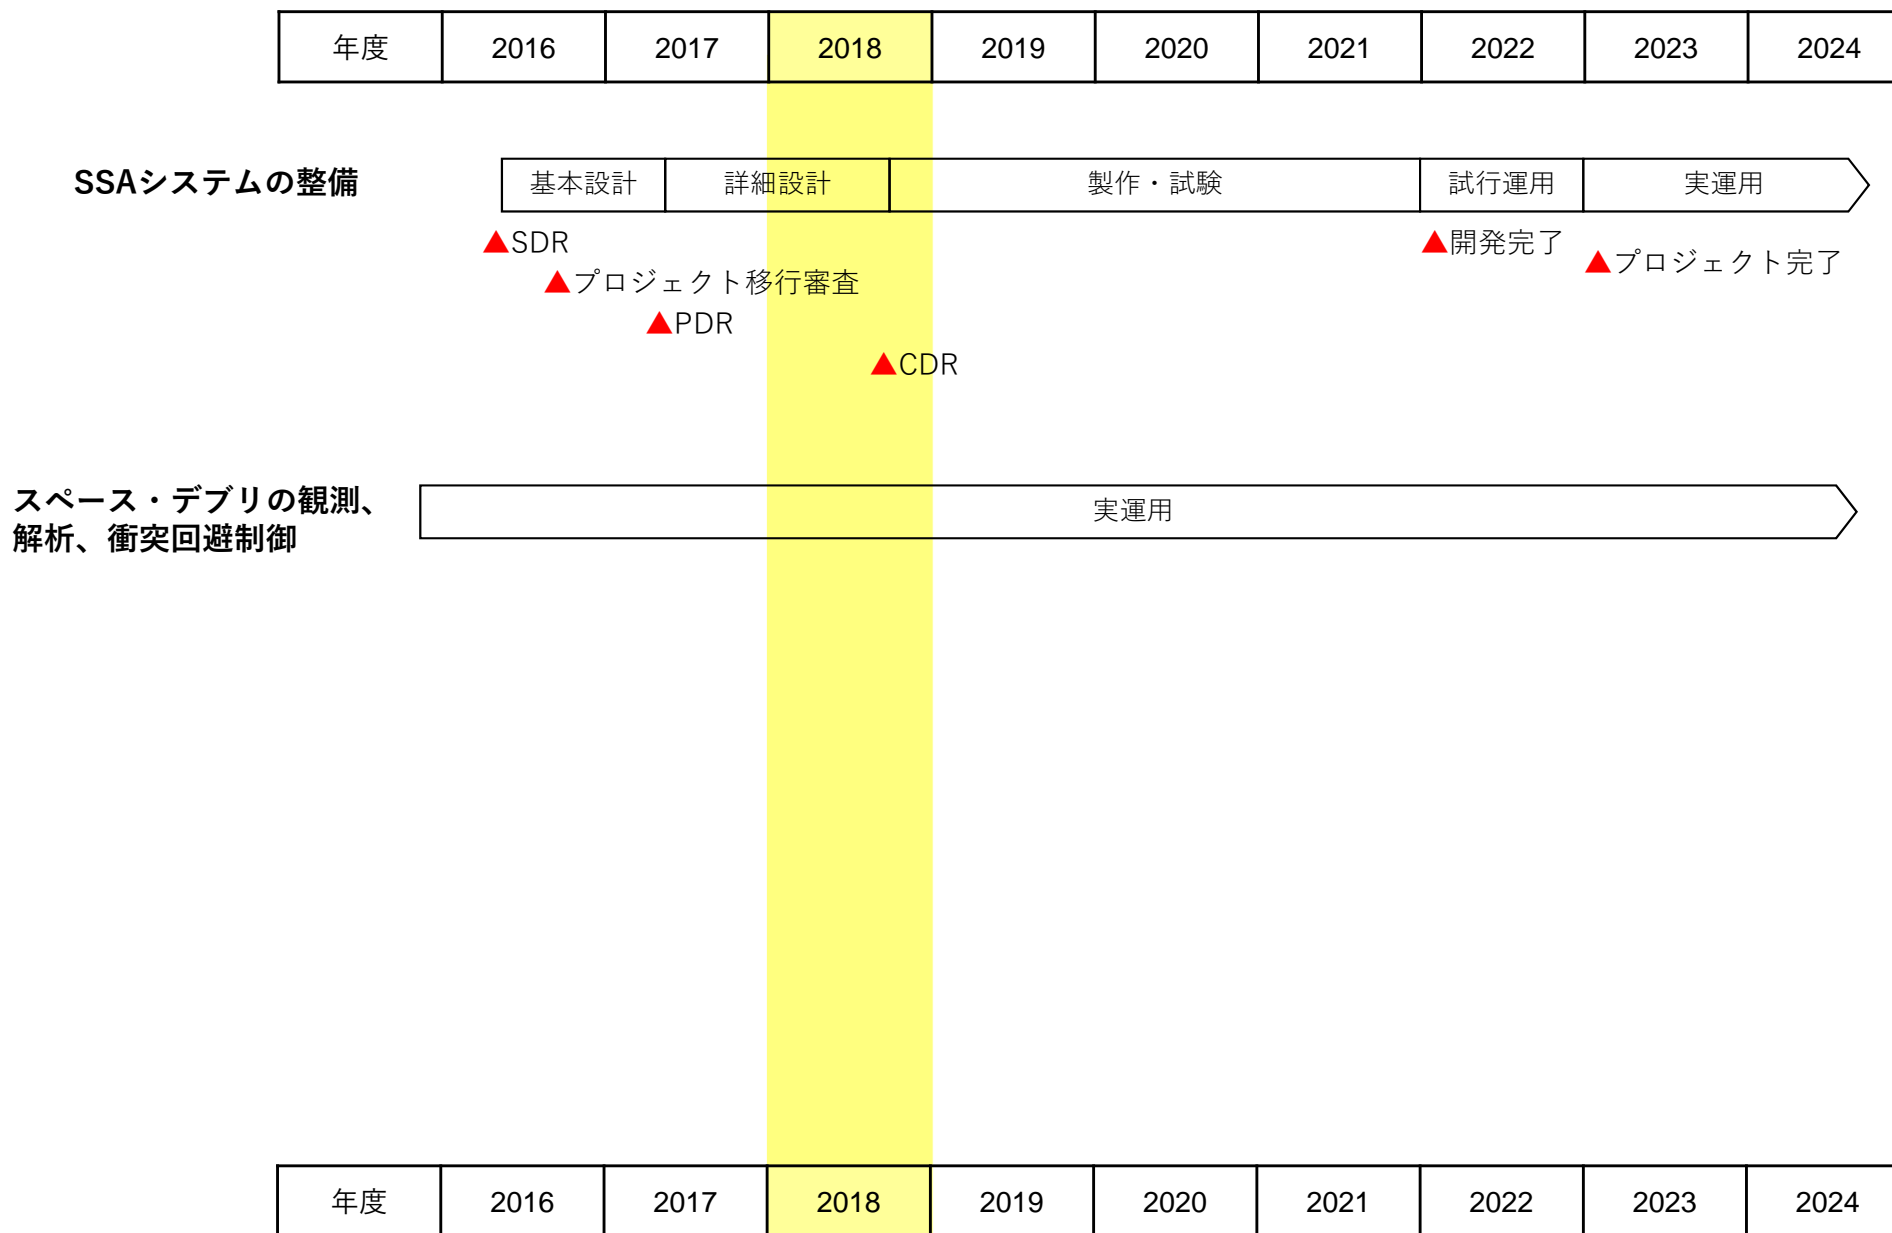 年度 2016 2017 2018 2019 2020 2021 2022 2023 2024
SSAシステムの整備
基本設計 詳細設計 製作・試験 試行運用 実運用
▲SDR
▲プロジェクト移行審査
▲PDR
▲CDR
▲開発完了
▲プロジェクト完了
スペース・デブリの観測、
解析、衝突回避制御
実運用
年度 2016 2017 2018 2019 2020 2021 2022 2023 2024